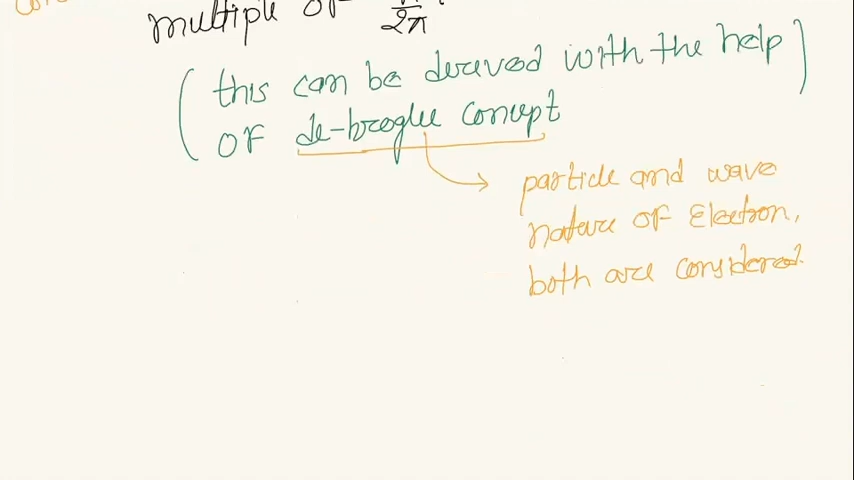 multiple of h/2π
(this can be derived with the help
of de-broglie concept)
particle and wave
nature of Electron,
both are considered.